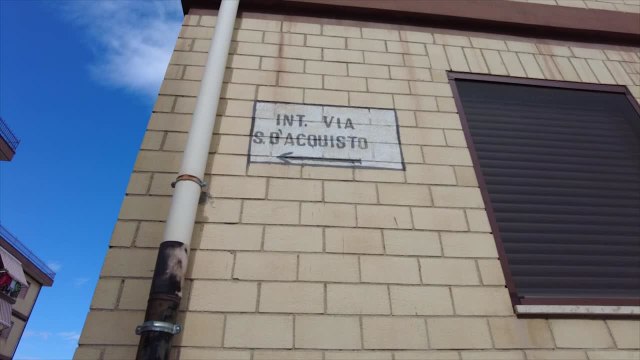 INT. VIA
S. D'ACQUISTO